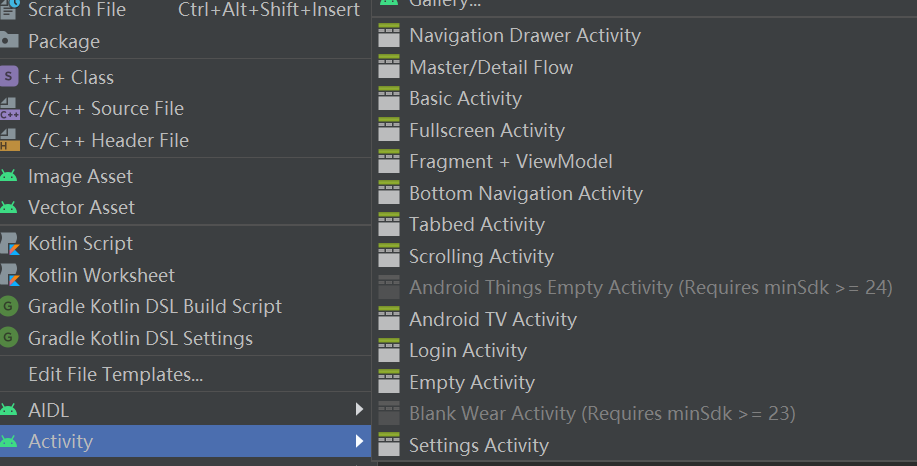 Scratch File Ctrl+Alt+Shift+Insert
Package
C++ Class
C/C++ Source File
C/C++ Header File
Image Asset
Vector Asset
Kotlin Script
Kotlin Worksheet
Gradle Kotlin DSL Build Script
Gradle Kotlin DSL Settings
Edit File Templates...
AIDL
Activity
Gallery...
Navigation Drawer Activity
Master/Detail Flow
Basic Activity
Fullscreen Activity
Fragment + ViewModel
Bottom Navigation Activity
Tabbed Activity
Scrolling Activity
Android Things Empty Activity (Requires minSdk >= 24)
Android TV Activity
Login Activity
Empty Activity
Blank Wear Activity (Requires minSdk >= 23)
Settings Activity